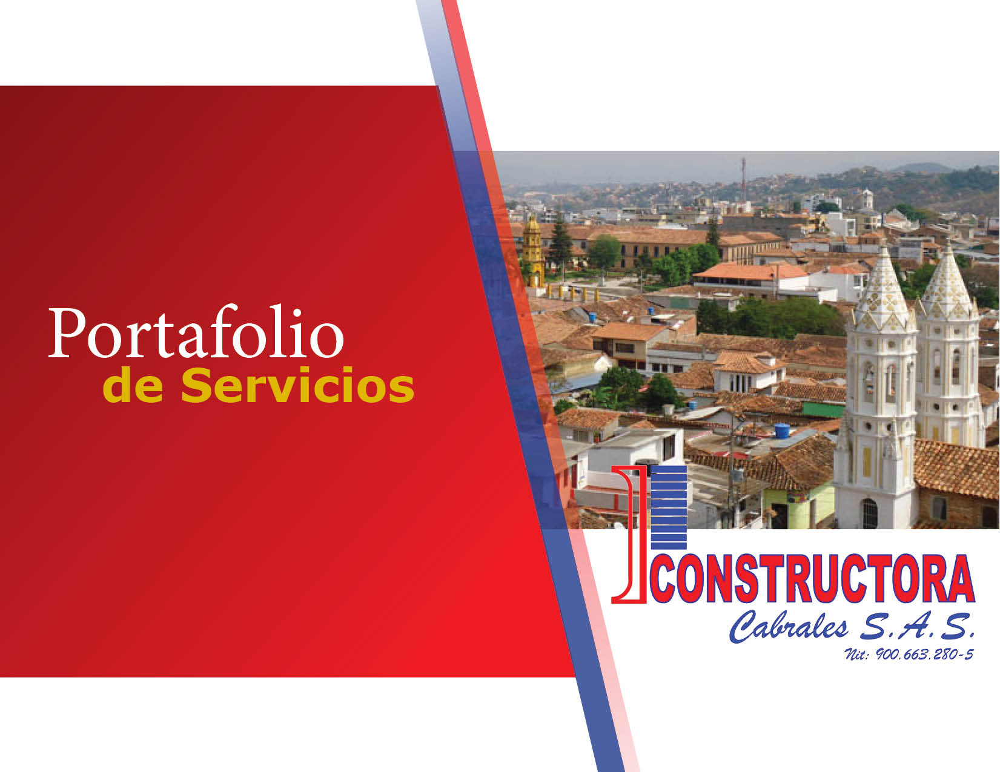 Portafolio
de Servicios
CONSTRUCTORA
Cabrales S.A.S.
Nit: 900.663.280-5